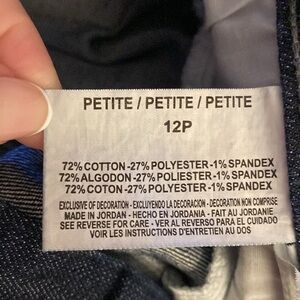 PETITE / PETITE / PETITE
12P
72% COTTON -27% POLYESTER -1% SPANDEX
72% ALGODON -27% POLIESTER -1% SPANDEX
72% COTON -27% POLYESTER -1% SPANDEX
EXCLUSIVE OF DECORATION - EXCLUYENDO LA DECORACION - DECORATION NON COMPRISE
MADE IN JORDAN - HECHO EN JORDANIA - FAIT AU JORDANIE
SEE REVERSE FOR CARE - VER AL REVERSO PARA EL CUIDADO
VOIR LES INSTRUCTIONS D'ENTRETIEN AU DOS